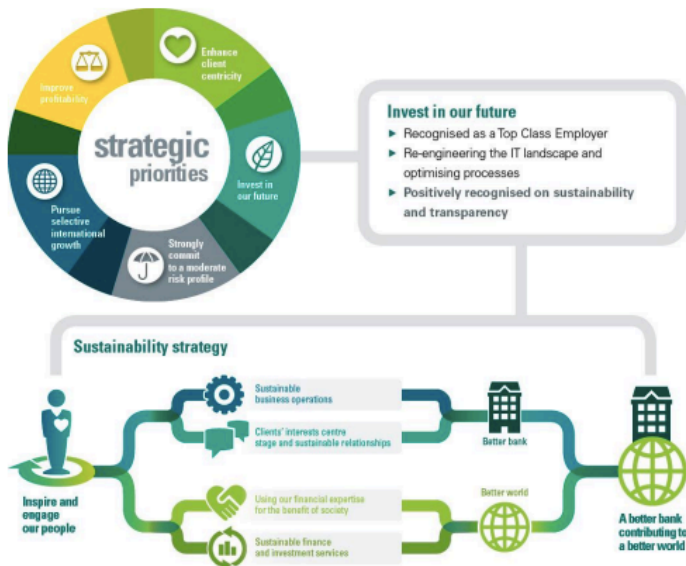 Enhance
client
centricity
Improve
profitability
strategic
priorities
Invest in
our future
Pursue
selective
international
growth
Strongly
commit
to a moderate
risk profile
Invest in our future
Recognised as a Top Class Employer
Re-engineering the IT landscape and
optimising processes
Positively recognised on sustainability
and transparency
Sustainability strategy
Inspire and
engage
our people
Sustainable
business operations
Clients' interests centre
stage and sustainable relationships
Using our financial expertise
for the benefit of society
Sustainable finance
and investment services
Better bank
Better world
A better bank
contributing to
a better world